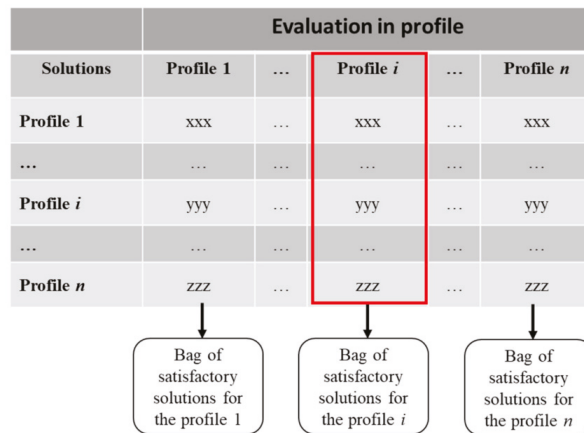 Evaluation in profile
Solutions Profile 1 ... Profile i ... Profile n
Profile 1 xxx ... xxx ... xxx
... ... ... ... ... ...
Profile i yyy ... yyy ... yyy
... ... ... ... ... ...
Profile n zzz ... zzz ... zzz
Bag of satisfactory solutions for the profile 1
Bag of satisfactory solutions for the profile i
Bag of satisfactory solutions for the profile n